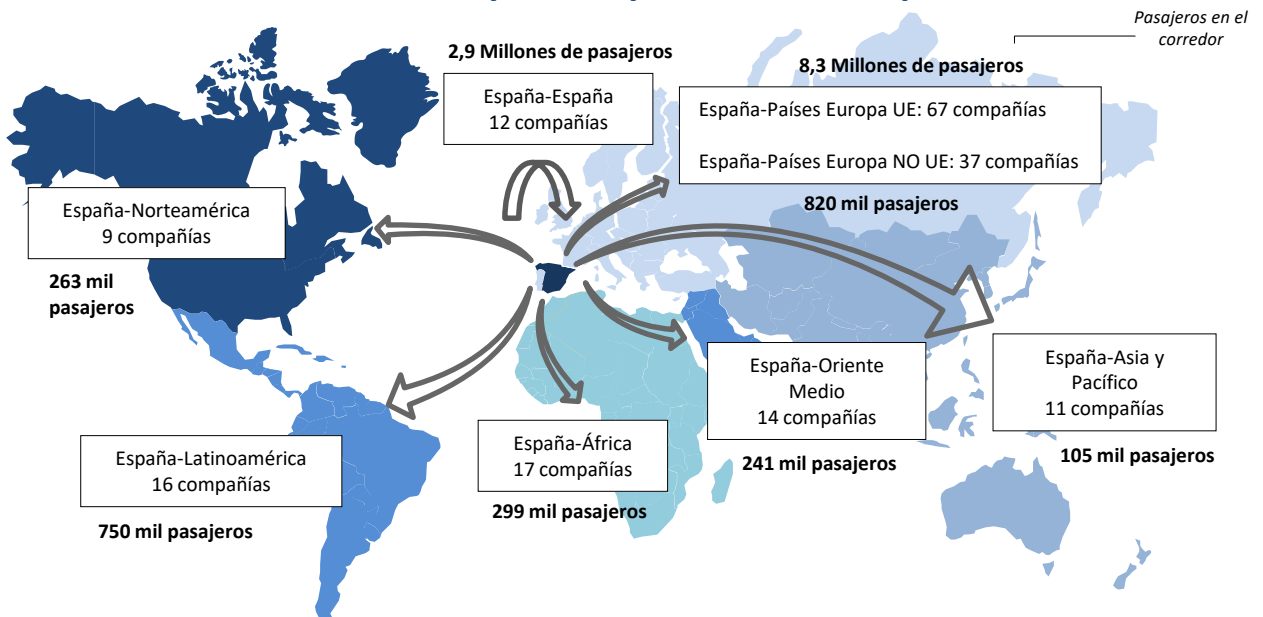 Pasajeros en el
corredor
2,9 Millones de pasajeros
España-España
12 compañías
8,3 Millones de pasajeros
España-Países Europa UE: 67 compañías
España-Países Europa NO UE: 37 compañías
820 mil pasajeros
España-Norteamérica
9 compañías
263 mil
pasajeros
España-Oriente
Medio
14 compañías
241 mil pasajeros
España-Asia y
Pacífico
11 compañías
105 mil pasajeros
España-África
17 compañías
299 mil pasajeros
España-Latinoamérica
16 compañías
750 mil pasajeros